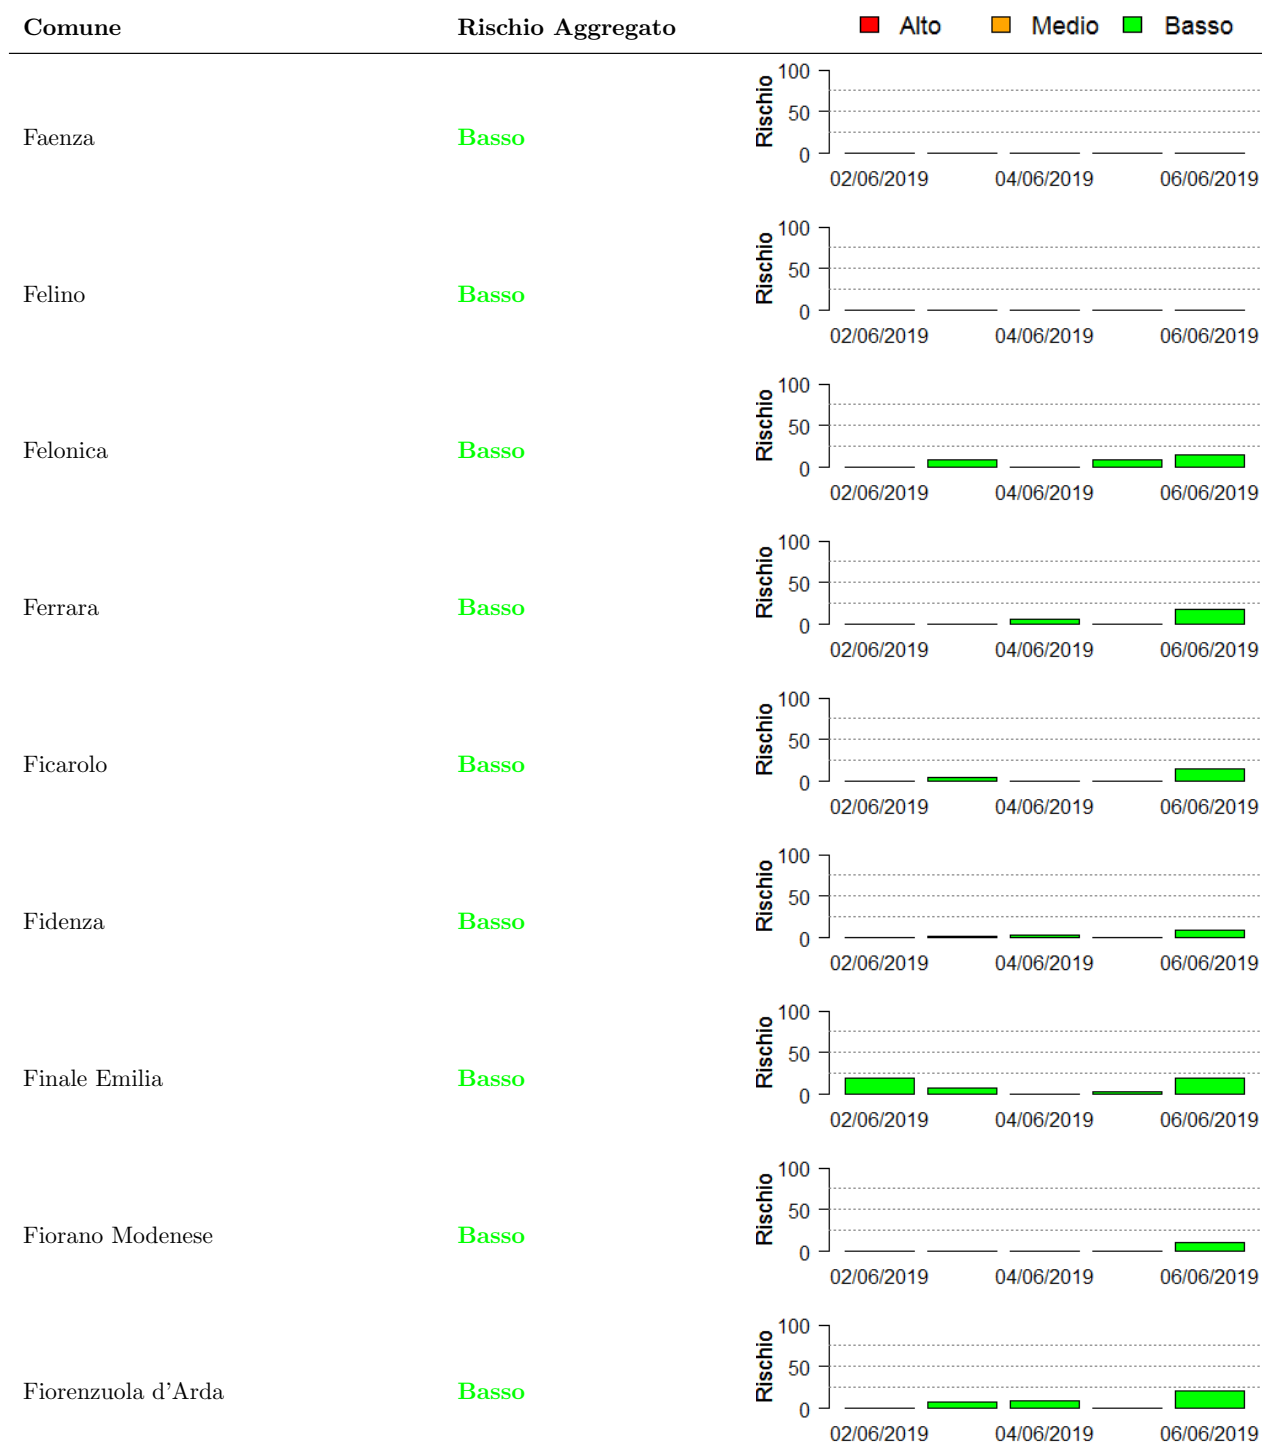 Comune Rischio Aggregato Alto Medio Basso
100
50
0
Rischio
Faenza Basso
02/06/2019 04/06/2019 06/06/2019
100
50
0
Rischio
Felino Basso
02/06/2019 04/06/2019 06/06/2019
100
50
0
Rischio
Felonica Basso
02/06/2019 04/06/2019 06/06/2019
100
50
0
Rischio
Ferrara Basso
02/06/2019 04/06/2019 06/06/2019
100
50
0
Rischio
Ficarolo Basso
02/06/2019 04/06/2019 06/06/2019
100
50
0
Rischio
Fidenza Basso
02/06/2019 04/06/2019 06/06/2019
100
50
0
Rischio
Finale Emilia Basso
02/06/2019 04/06/2019 06/06/2019
100
50
0
Rischio
Fiorano Modenese Basso
02/06/2019 04/06/2019 06/06/2019
100
50
0
Rischio
Fiorenzuola d'Arda Basso
02/06/2019 04/06/2019 06/06/2019